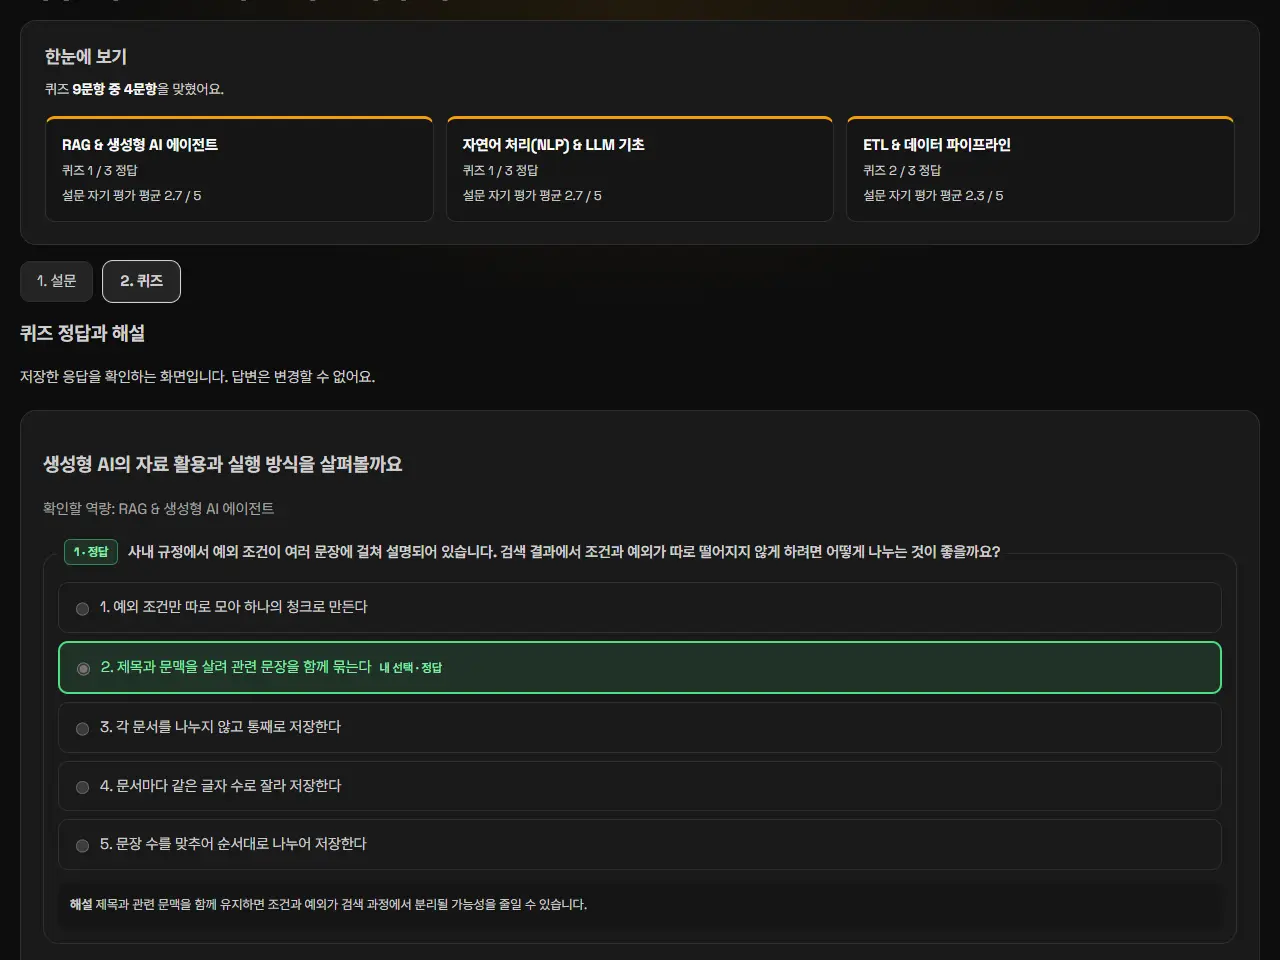 한눈에 보기
퀴즈 9문항 중 4문항을 맞혔어요.
RAG & 생성형 AI 에이전트
퀴즈 1 / 3 정답
설문 자기 평가 평균 2.7 / 5
자연어 처리(NLP) & LLM 기초
퀴즈 1 / 3 정답
설문 자기 평가 평균 2.7 / 5
ETL & 데이터 파이프라인
퀴즈 2 / 3 정답
설문 자기 평가 평균 2.3 / 5
1. 설문
2. 퀴즈
퀴즈 정답과 해설
저장한 응답을 확인하는 화면입니다. 답변은 변경할 수 없어요.
생성형 AI의 자료 활용과 실행 방식을 살펴볼까요
확인할 역량: RAG & 생성형 AI 에이전트
1 · 정답 사내 규정에서 예외 조건이 여러 문장에 걸쳐 설명되어 있습니다. 검색 결과에서 조건과 예외가 따로 떨어지지 않게 하려면 어떻게 나누는 것이 좋을까요?
1. 예외 조건만 따로 모아 하나의 청크로 만든다
2. 제목과 문맥을 살려 관련 문장을 함께 묶는다 내 선택 · 정답
3. 각 문서를 나누지 않고 통째로 저장한다
4. 문서마다 같은 글자 수로 잘라 저장한다
5. 문장 수를 맞추어 순서대로 나누어 저장한다
해설 제목과 관련 문맥을 함께 유지하면 조건과 예외가 검색 과정에서 분리될 가능성을 줄일 수 있습니다.